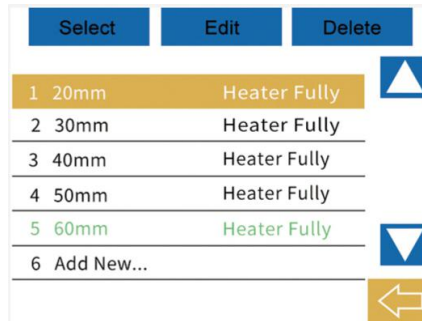 Select Edit Delete
1 20mm Heater Fully
2 30mm Heater Fully
3 40mm Heater Fully
4 50mm Heater Fully
5 60mm Heater Fully
6 Add New...